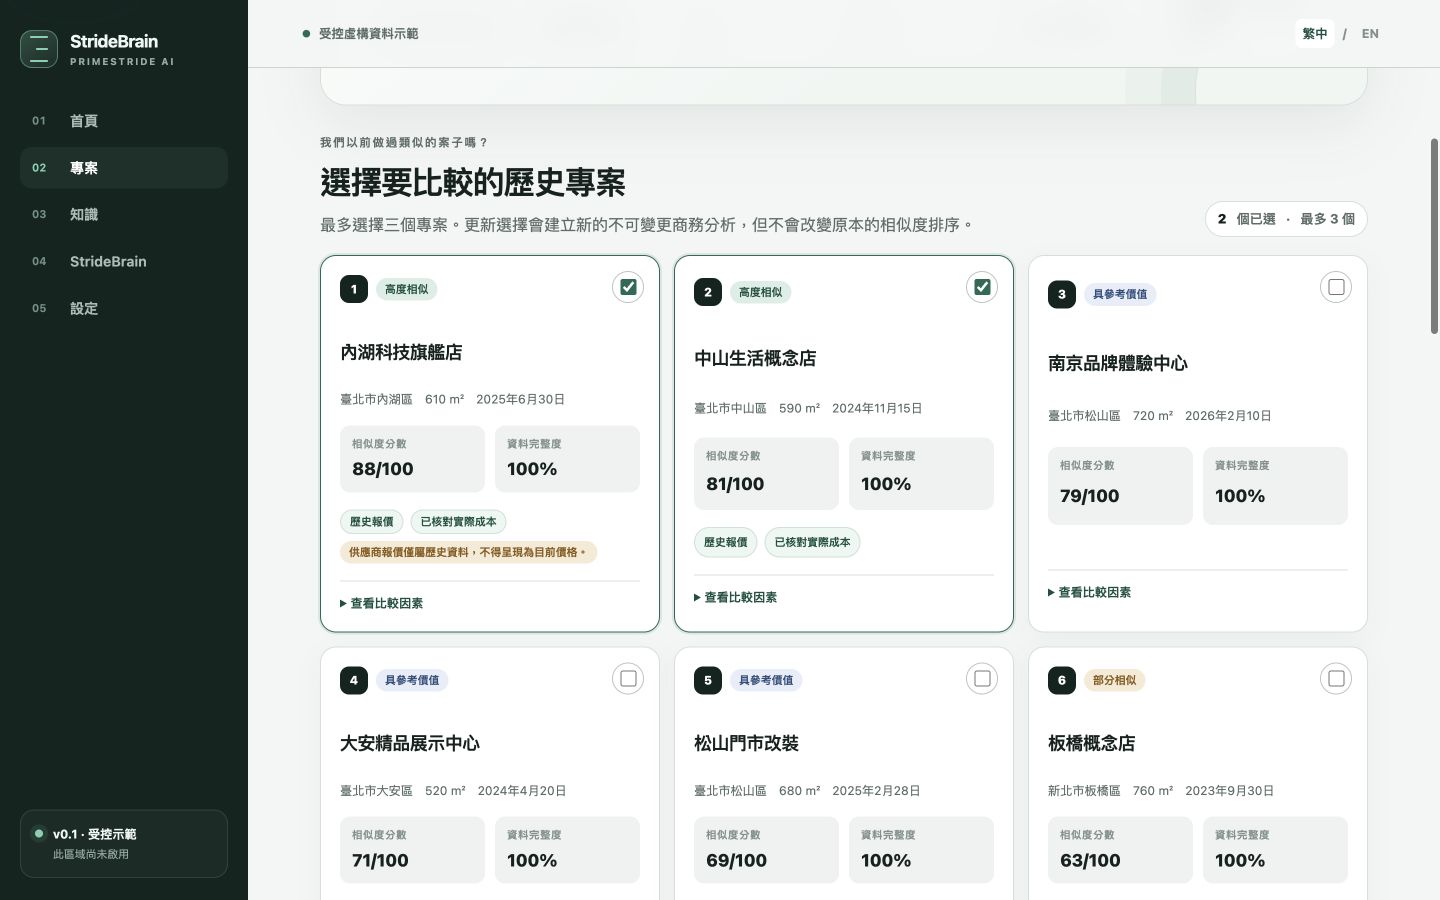 StrideBrain
PRIMESTRIDE AI
01 首頁
02 專案
03 知識
04 StrideBrain
05 設定
v0.1 · 受控示範
此區域尚未啟用
受控虛構資料示範
繁中 / EN
我們以前做過類似的案子嗎？
選擇要比較的歷史專案
最多選擇三個專案。更新選擇會建立新的不可變更商務分析，但不會改變原本的相似度排序。
2 個已選 · 最多 3 個
1 高度相似
內湖科技旗艦店
臺北市內湖區 610 m² 2025年6月30日
相似度分數 資料完整度
88/100 100%
歷史報價 已核對實際成本
供應商報價僅屬歷史資料，不得呈現為目前價格。
▶ 查看比較因素
2 高度相似
中山生活概念店
臺北市中山區 590 m² 2024年11月15日
相似度分數 資料完整度
81/100 100%
歷史報價 已核對實際成本
▶ 查看比較因素
3 具參考價值
南京品牌體驗中心
臺北市松山區 720 m² 2026年2月10日
相似度分數 資料完整度
79/100 100%
▶ 查看比較因素
4 具參考價值
大安精品展示中心
臺北市大安區 520 m² 2024年4月20日
相似度分數 資料完整度
71/100 100%
5 具參考價值
松山門市改裝
臺北市松山區 680 m² 2025年2月28日
相似度分數 資料完整度
69/100 100%
6 部分相似
板橋概念店
新北市板橋區 760 m² 2023年9月30日
相似度分數 資料完整度
63/100 100%